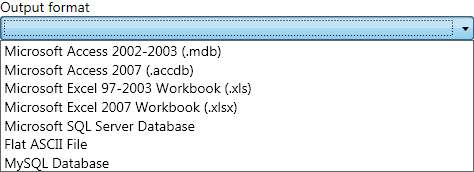 Output format
Microsoft Access 2002-2003 (.mdb)
Microsoft Access 2007 (.accdb)
Microsoft Excel 97-2003 Workbook (.xls)
Microsoft Excel 2007 Workbook (.xlsx)
Microsoft SQL Server Database
Flat ASCII File
MySQL Database